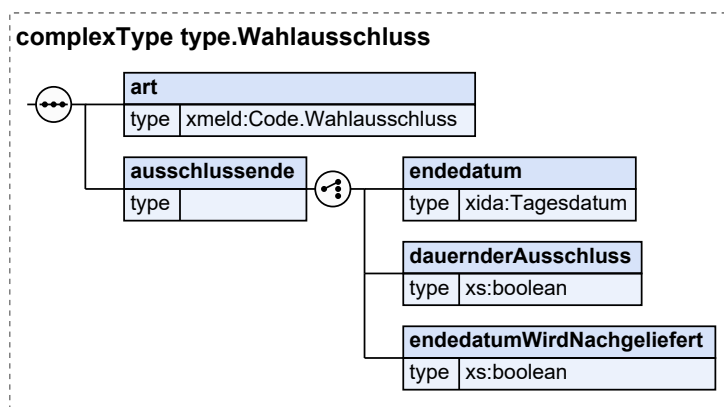 complexType type.Wahlausschluss
art
type xmeld:Code.Wahlausschluss
ausschlussende
type
endedatum
type xida:Tagesdatum
dauernderAusschluss
type xs:boolean
endedatumWirdNachgeliefert
type xs:boolean